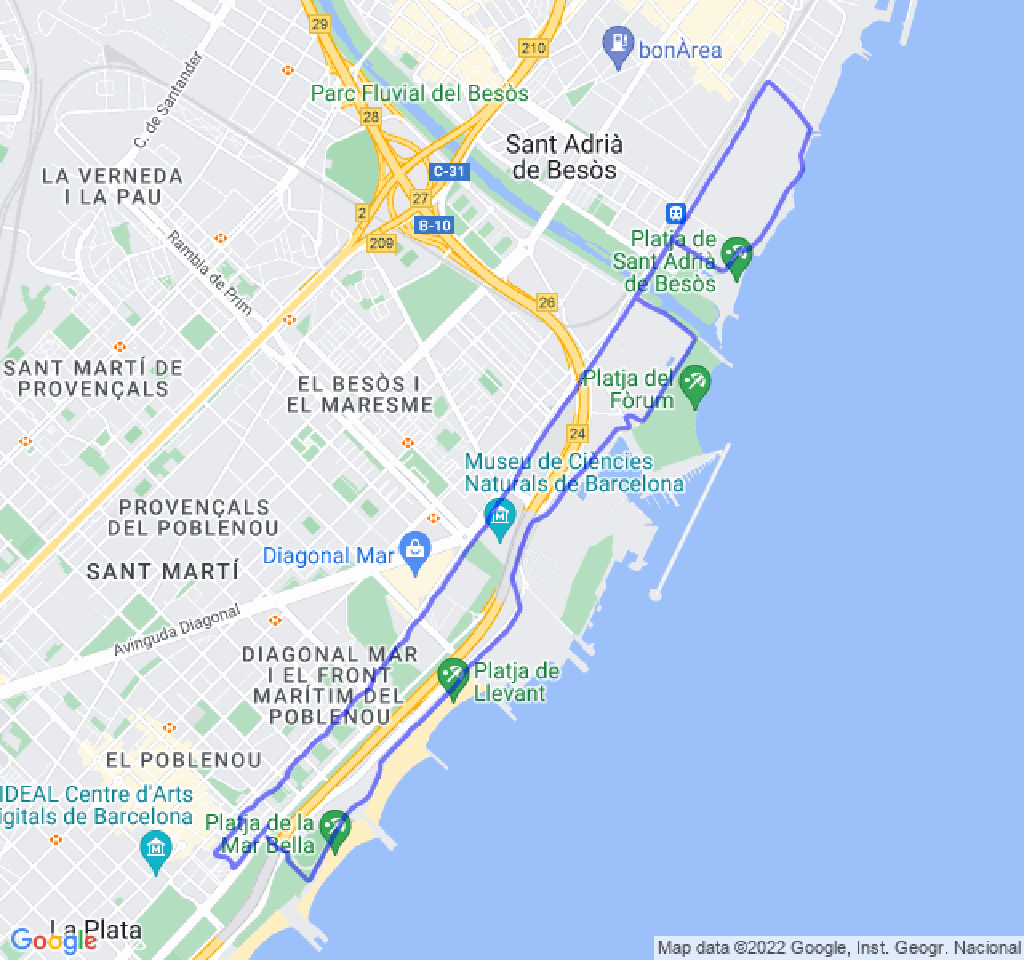 29
210
bonÀrea
C. de Santander
Parc Fluvial del Besòs
28
Sant Adrià
de Besòs
LA VERNEDA
I LA PAU
C-31
27
2
B-10
209
Rambla de Prim
Platja de
Sant Adrià
de Besòs
26
SANT MARTÍ DE
PROVENÇALS
EL BESÒS I
EL MARESME
Platja del
Fòrum
24
Museu de Ciències
Naturals de Barcelona
PROVENÇALS
DEL POBLENOU
Diagonal Mar
SANT MARTÍ
Avinguda Diagonal
DIAGONAL MAR
I EL FRONT
MARÍTIM DEL
POBLENOU
Platja de
Llevant
EL POBLENOU
IDEAL Centre d'Arts
igitals de Barcelona
Platja de la
Mar Bella
La Plata
Google
Map data ©2022 Google, Inst. Geogr. Nacional